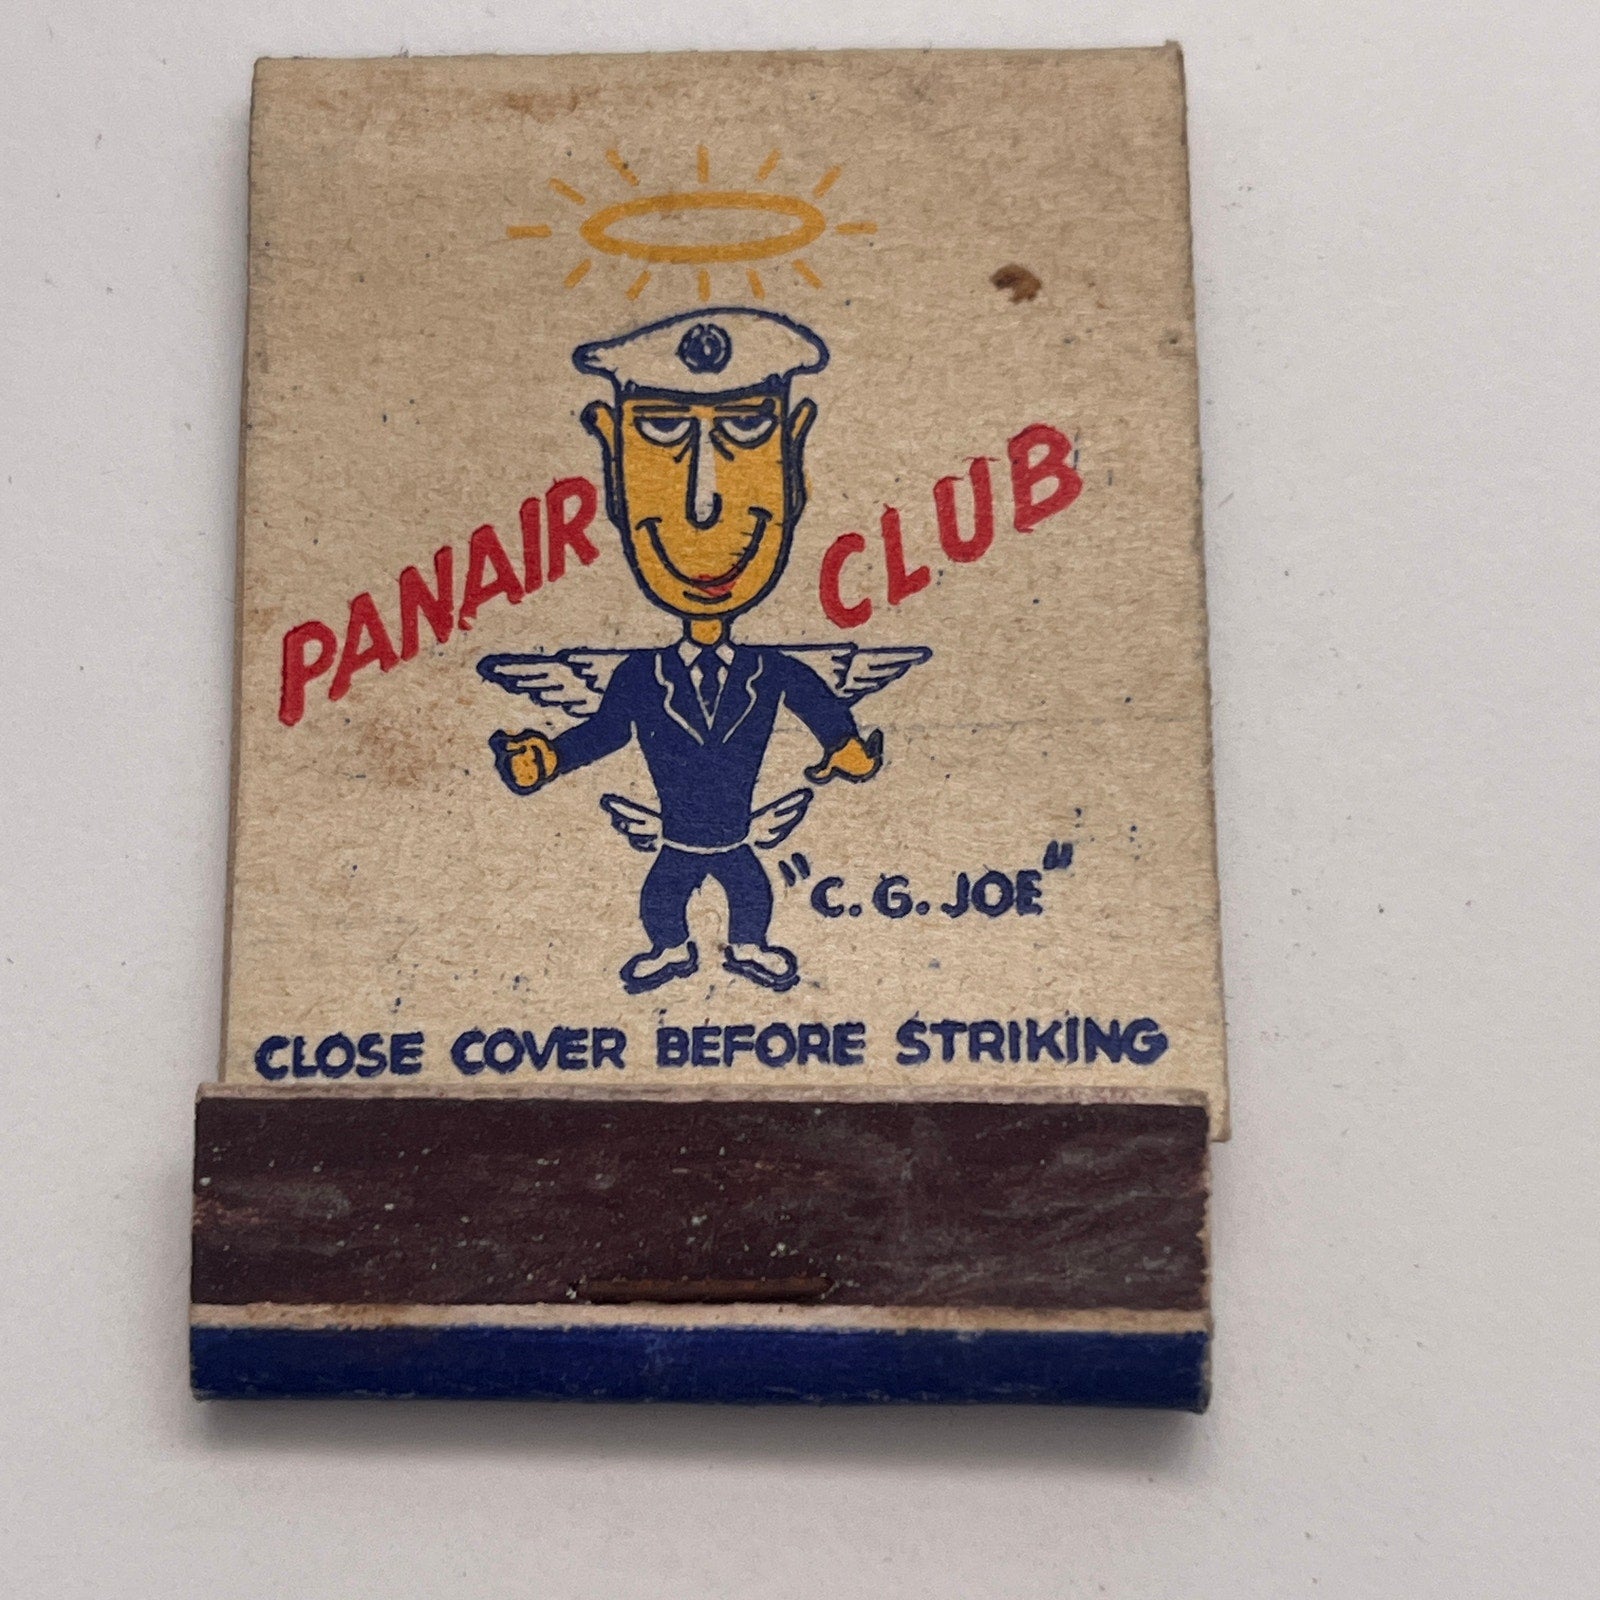 PANAIR CLUB
"C.G. JOE"
CLOSE COVER BEFORE STRIKING